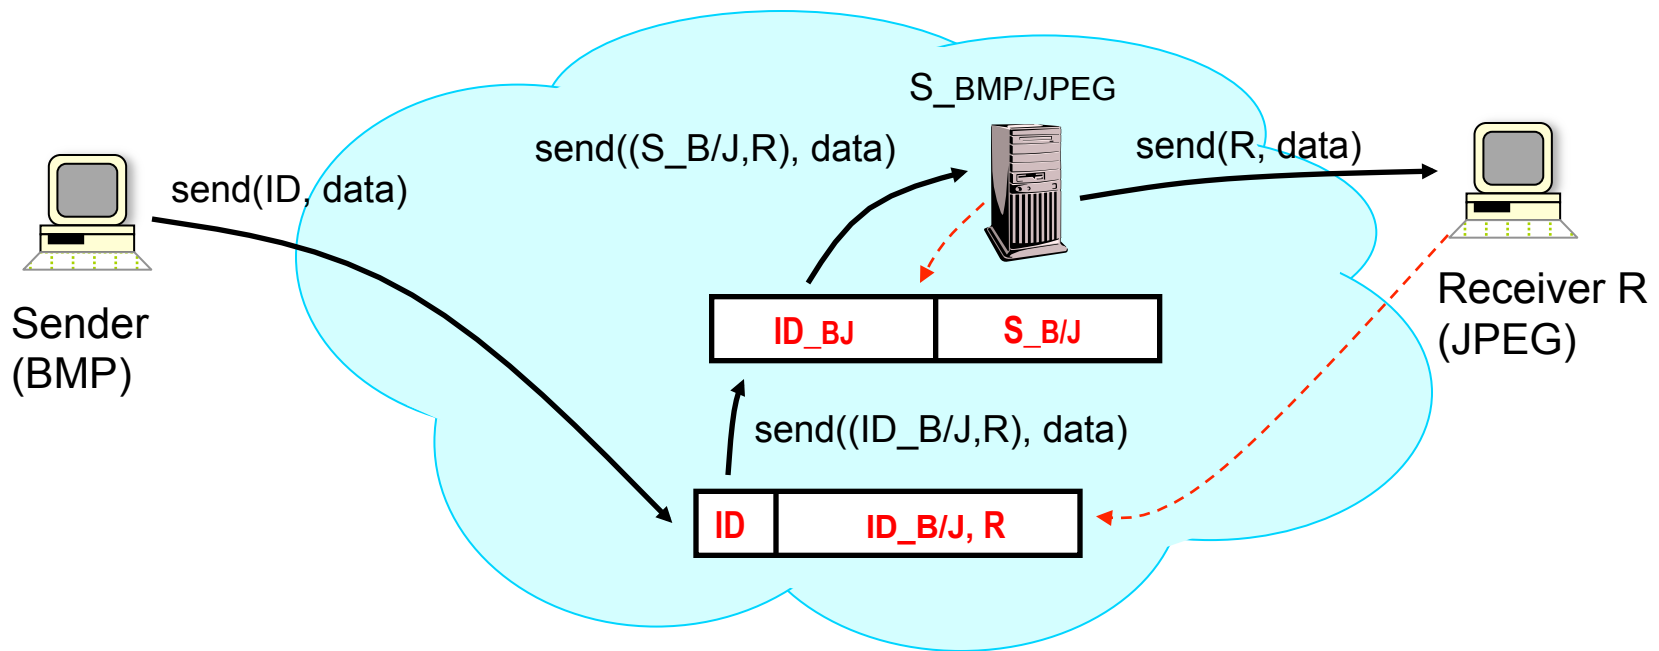 S_BMP/JPEG
send((S_B/J,R), data)
send(R, data)
send(ID, data)
Sender
(BMP)
Receiver R
(JPEG)
ID_BJ
S_B/J
send((ID_B/J,R), data)
ID
ID_B/J, R